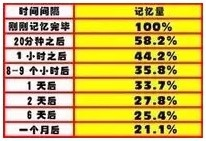 时间间隔 记忆量
刚刚记忆完毕 100%
20分钟之后 58.2%
1小时之后 44.2%
8-9个小时后 35.8%
1天后 33.7%
2天后 27.8%
6天后 25.4%
一个月后 21.1%